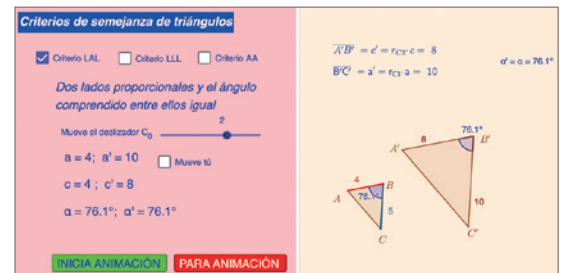 Criterios de semejanza de triángulos
Criterio LAL Criterio LLL Criterio AA
Dos lados proporcionales y el ángulo
comprendido entre ellos igual
2
Mueve el deslizador C₀
a = 4; a' = 10
Mueve tú
c = 4 ; c' = 8
α = 76.1°; α' = 76.1°
INICIA ANIMACIÓN PARA ANIMACIÓN
A'B' = c' = c = 8
B'C' = a' = a = 10
α' = α = 76.1°
76.1°
8
B'
A'
10
C'
4
A
B
76.1°
5
C